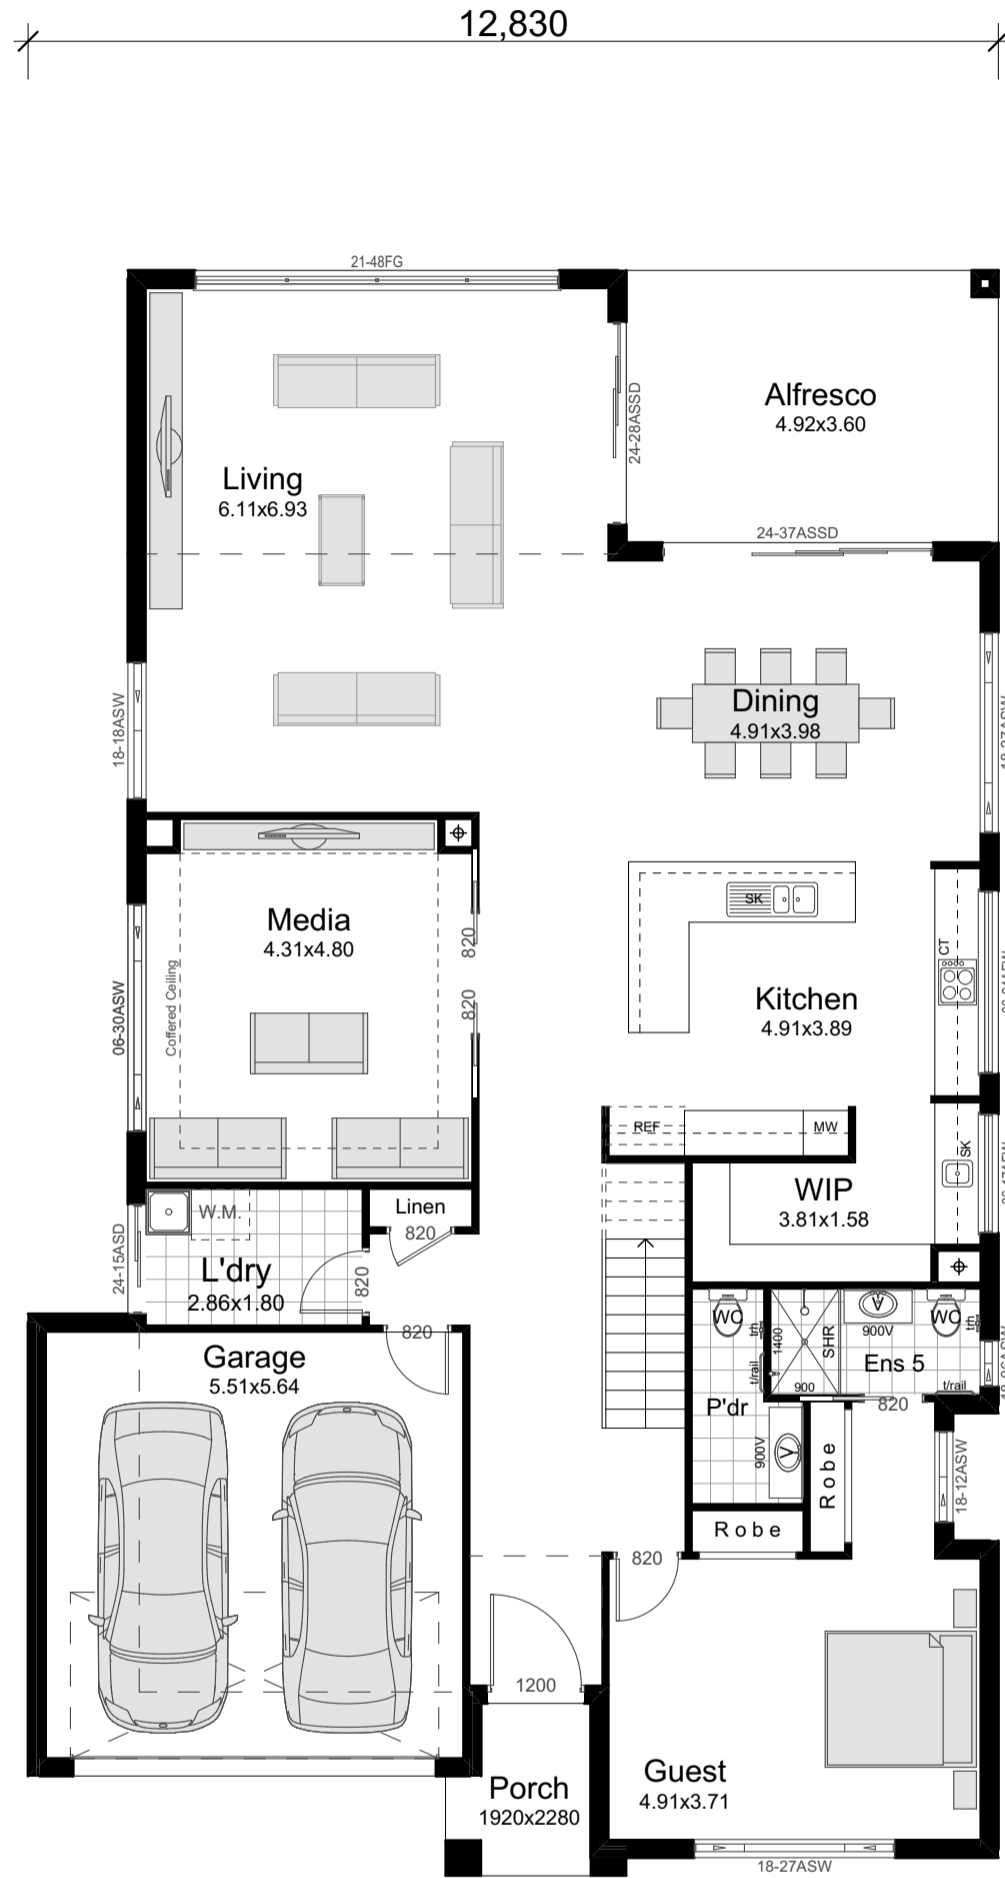 12,830
21-48FG
Alfresco
4.92x3.60
24-28ASSD
Living
6.11x6.93
24-37ASSD
18-18ASW
Dining
4.91x3.98
18-27ASW
Media
4.31x4.80
820
820
Coffered Ceiling
06-30ASW
SK
CT
Kitchen
4.91x3.89
REF
MW
SK
WIP
3.81x1.58
W.M.
Linen
820
24-15ASD
L'dry
2.86x1.80
820
820
Garage
5.51x5.64
WC
trh
1400
SHR
900
900V
V
WC
trh
Ens 5
t/rail
t/rail
820
P'dr
900V
V
Robe
18-12ASW
Robe
820
1200
Guest
4.91x3.71
Porch
1920x2280
18-27ASW